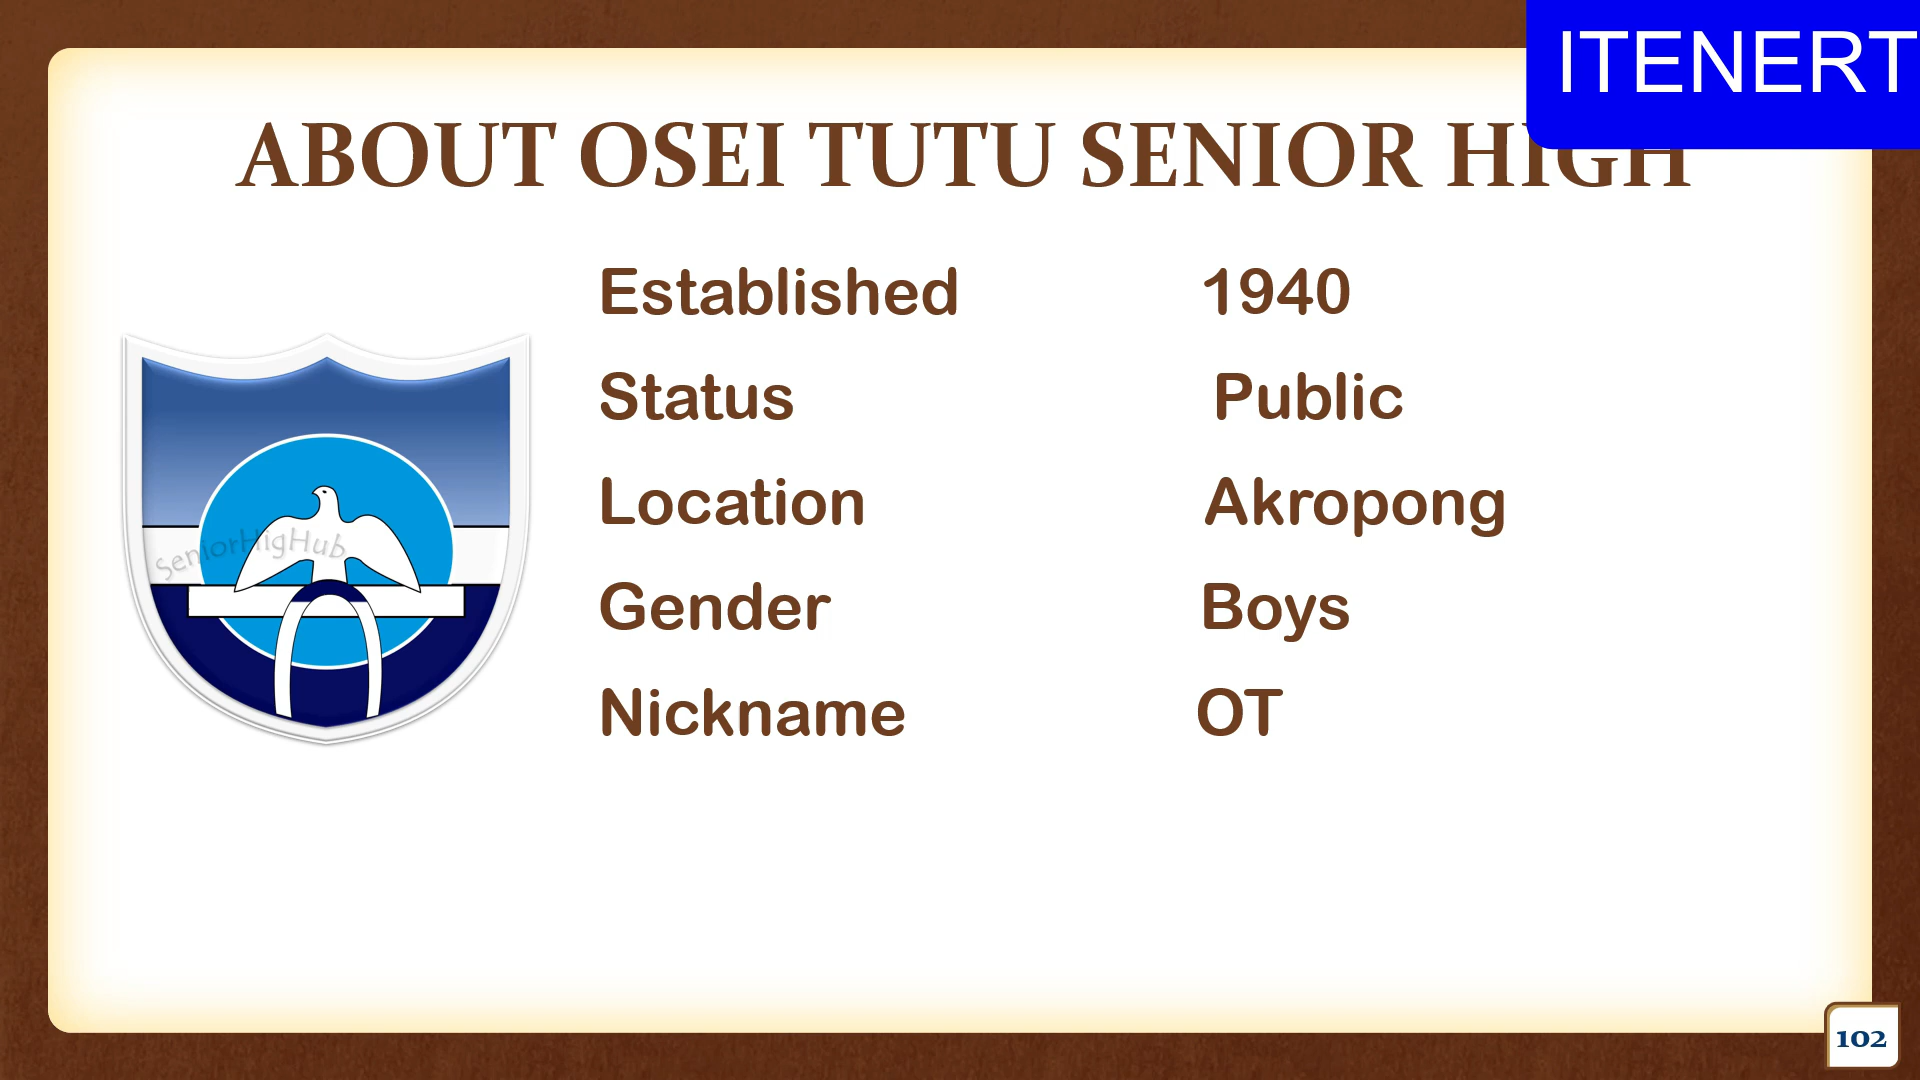 ITENERT
ABOUT OSEI TUTU SENIOR HIGH
Established 1940
Status Public
Location Akropong
Gender Boys
Nickname OT
SeniorHigHub
102